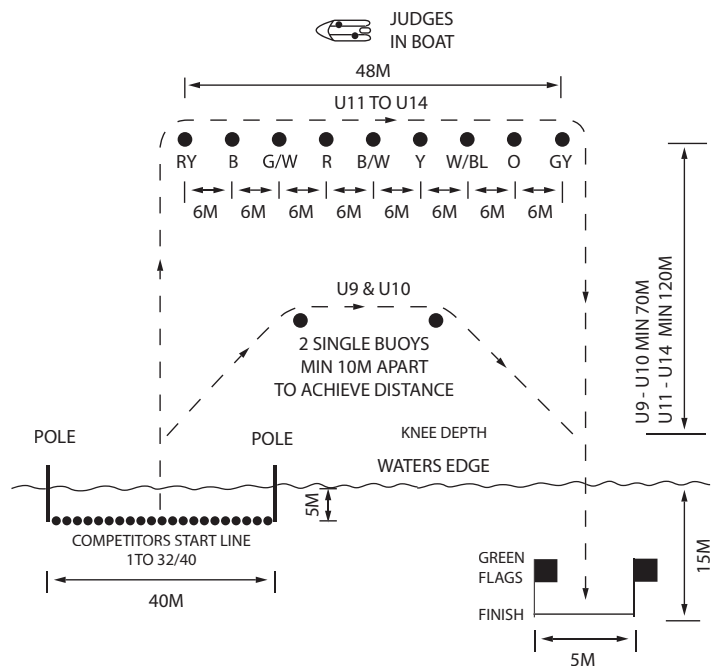 JUDGES
IN BOAT
48M
U11 TO U14
RY B G/W R B/W Y W/BL O GY
6M 6M 6M 6M 6M 6M 6M 6M
U9 & U10
2 SINGLE BUOYS
MIN 10M APART
TO ACHIEVE DISTANCE
U9 - U10 MIN 70M
U11 - U14 MIN 120M
POLE
POLE
KNEE DEPTH
WATERS EDGE
5M
COMPETITORS START LINE
1TO 32/40
40M
GREEN
FLAGS
FINISH
15M
5M